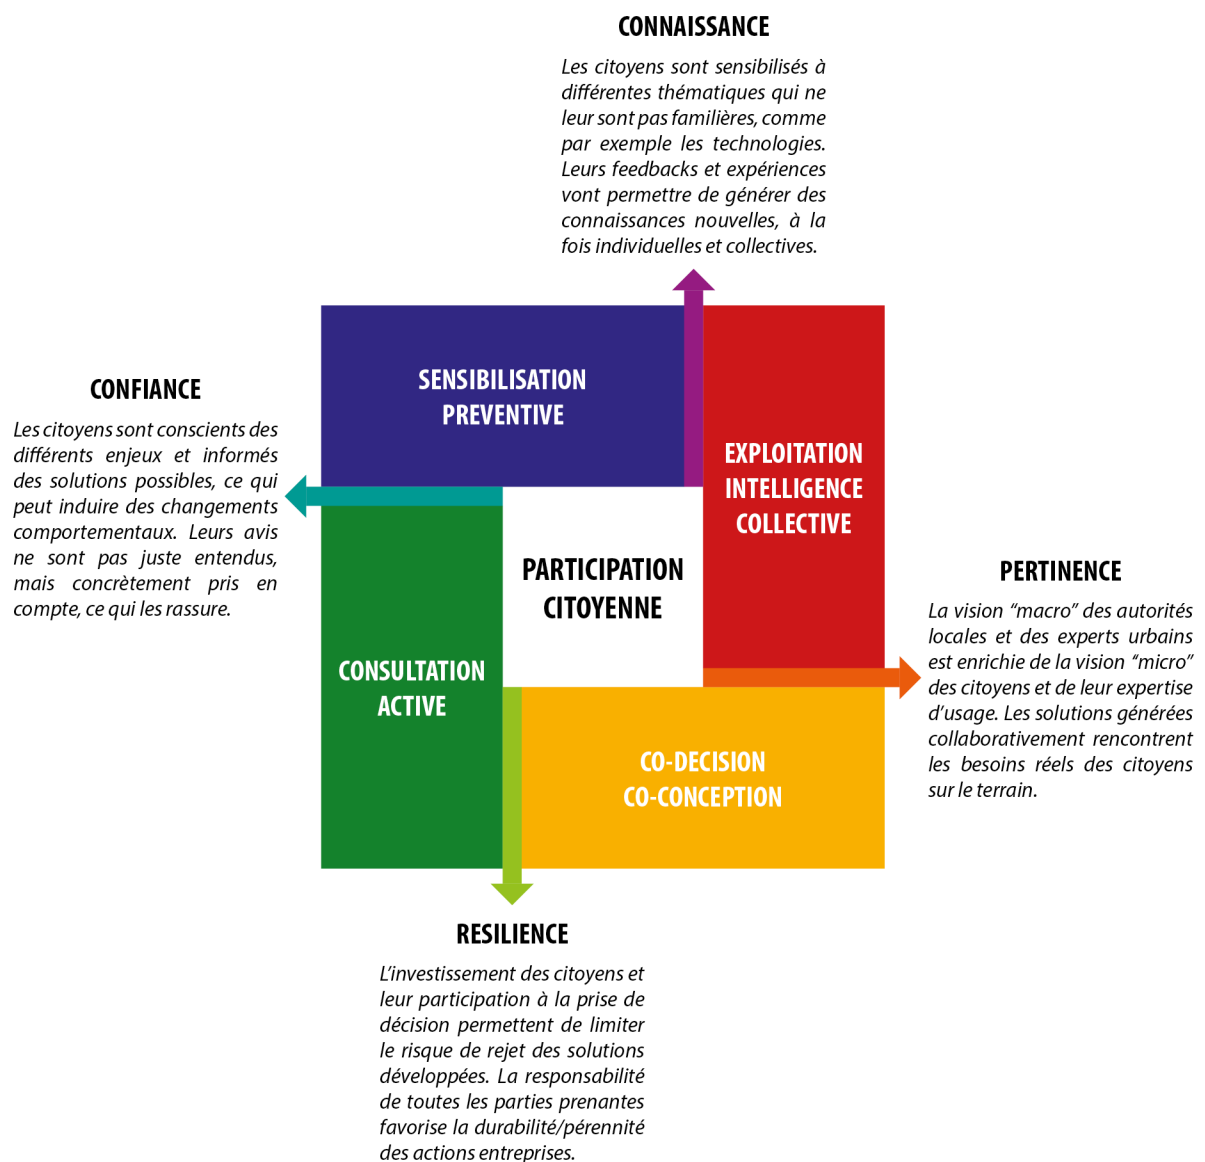 CONNAISSANCE
Les citoyens sont sensibilisés à
différentes thématiques qui ne
leur sont pas familières, comme
par exemple les technologies.
Leurs feedbacks et expériences
vont permettre de générer des
connaissances nouvelles, à la
fois individuelles et collectives.
SENSIBILISATION
PREVENTIVE
CONFIANCE
Les citoyens sont conscients des
différents enjeux et informés
des solutions possibles, ce qui
peut induire des changements
comportementaux. Leurs avis
ne sont pas juste entendus,
mais concrètement pris en
compte, ce qui les rassure.
EXPLOITATION
INTELLIGENCE
COLLECTIVE
PARTICIPATION
CITOYENNE
PERTINENCE
La vision “macro” des autorités
locales et des experts urbains
est enrichie de la vision “micro”
des citoyens et de leur expertise
d’usage. Les solutions générées
collaborativement rencontrent
les besoins réels des citoyens
sur le terrain.
CONSULTATION
ACTIVE
CO-DECISION
CO-CONCEPTION
RESILIENCE
L’investissement des citoyens et
leur participation à la prise de
décision permettent de limiter
le risque de rejet des solutions
développées. La responsabilité
de toutes les parties prenantes
favorise la durabilité/pérennité
des actions entreprises.